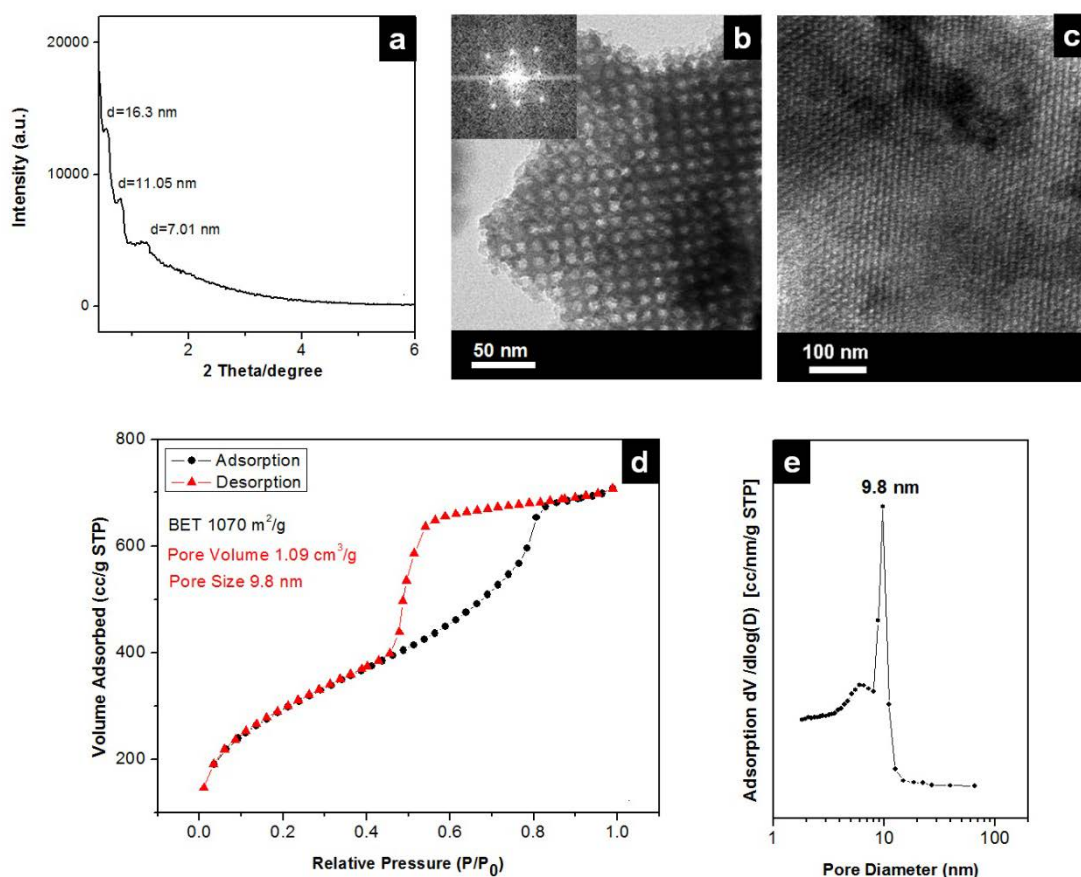 a
20000
10000
0
Intensity (a.u.)
d=16.3 nm
d=11.05 nm
d=7.01 nm
2 4 6
2 Theta/degree
b
50 nm
c
100 nm
d
800
600
400
200
Volume Adsorbed (cc/g STP)
Adsorption
Desorption
BET 1070 m²/g
Pore Volume 1.09 cm³/g
Pore Size 9.8 nm
0.0 0.2 0.4 0.6 0.8 1.0
Relative Pressure (P/P₀)
e
9.8 nm
Adsorption dV /dlog(D) [cc/nm/g STP]
1 10 100
Pore Diameter (nm)